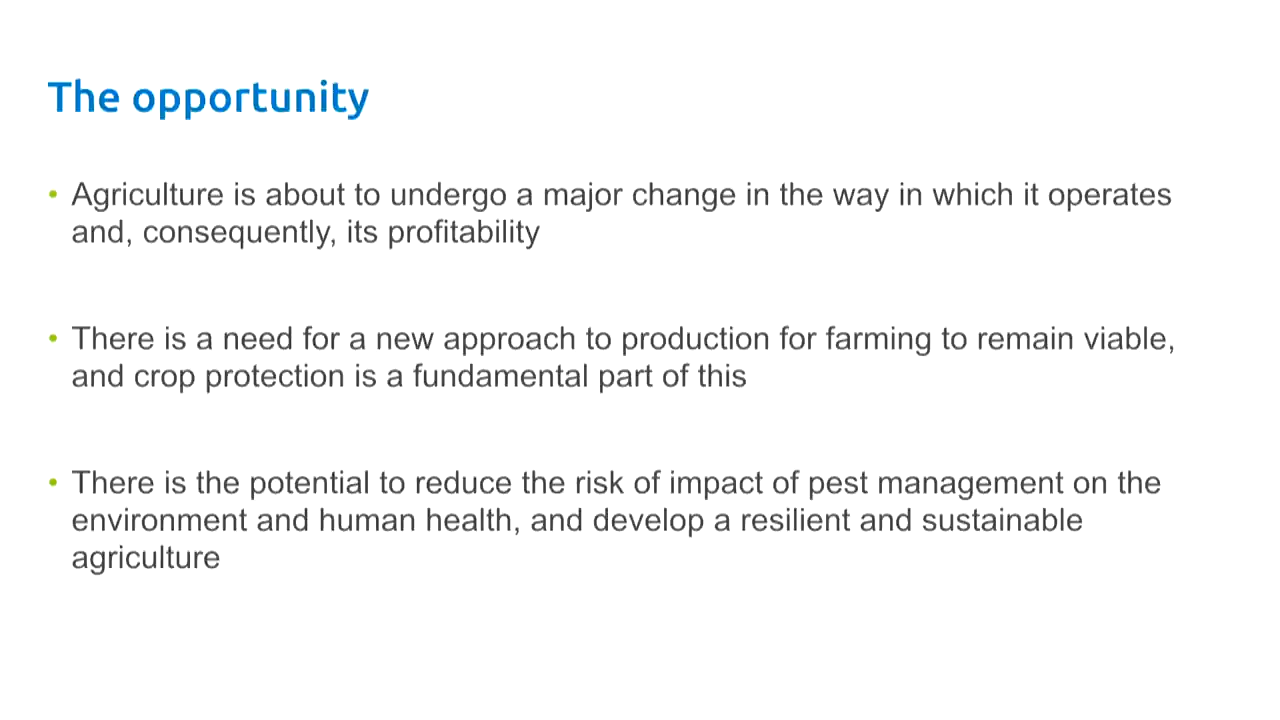 The opportunity
• Agriculture is about to undergo a major change in the way in which it operates
and, consequently, its profitability
• There is a need for a new approach to production for farming to remain viable,
and crop protection is a fundamental part of this
• There is the potential to reduce the risk of impact of pest management on the
environment and human health, and develop a resilient and sustainable
agriculture